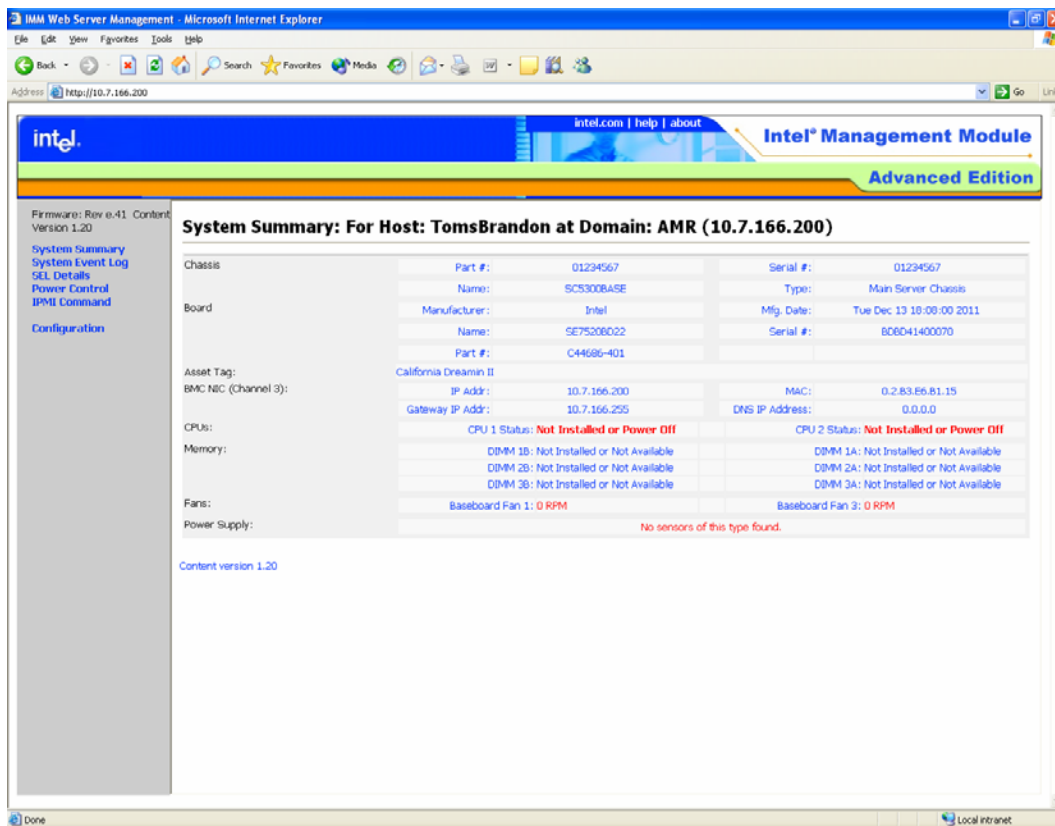 IMM Web Server Management - Microsoft Internet Explorer
File Edit View Favorites Tools Help
Back Search Favorites Media
Address http://10.7.166.200 Go
intel.com | help | about
intel.
Intel® Management Module
Advanced Edition
Firmware: Rev e.41 Content Version 1.20
System Summary
System Event Log
SEL Details
Power Control
IPMI Command
Configuration
System Summary: For Host: TomsBrandon at Domain: AMR (10.7.166.200)
Chassis Part #: 01234567 Serial #: 01234567
Name: SC5300BASE Type: Main Server Chassis
Board Manufacturer: Intel Mfg. Date: Tue Dec 13 18:08:00 2011
Name: SE7520BD22 Serial #: BDBD41400070
Part #: C44686-401
Asset Tag: California Dreamin II
BMC NIC (Channel 3): IP Addr: 10.7.166.200 MAC: 0.2.B3.E6.81.15
Gateway IP Addr: 10.7.166.255 DNS IP Address: 0.0.0.0
CPUs: CPU 1 Status: Not Installed or Power Off CPU 2 Status: Not Installed or Power Off
Memory: DIMM 1B: Not Installed or Not Available DIMM 1A: Not Installed or Not Available
DIMM 2B: Not Installed or Not Available DIMM 2A: Not Installed or Not Available
DIMM 3B: Not Installed or Not Available DIMM 3A: Not Installed or Not Available
Fans: Baseboard Fan 1: 0 RPM Baseboard Fan 3: 0 RPM
Power Supply: No sensors of this type found.
Content version 1.20
Done Local intranet